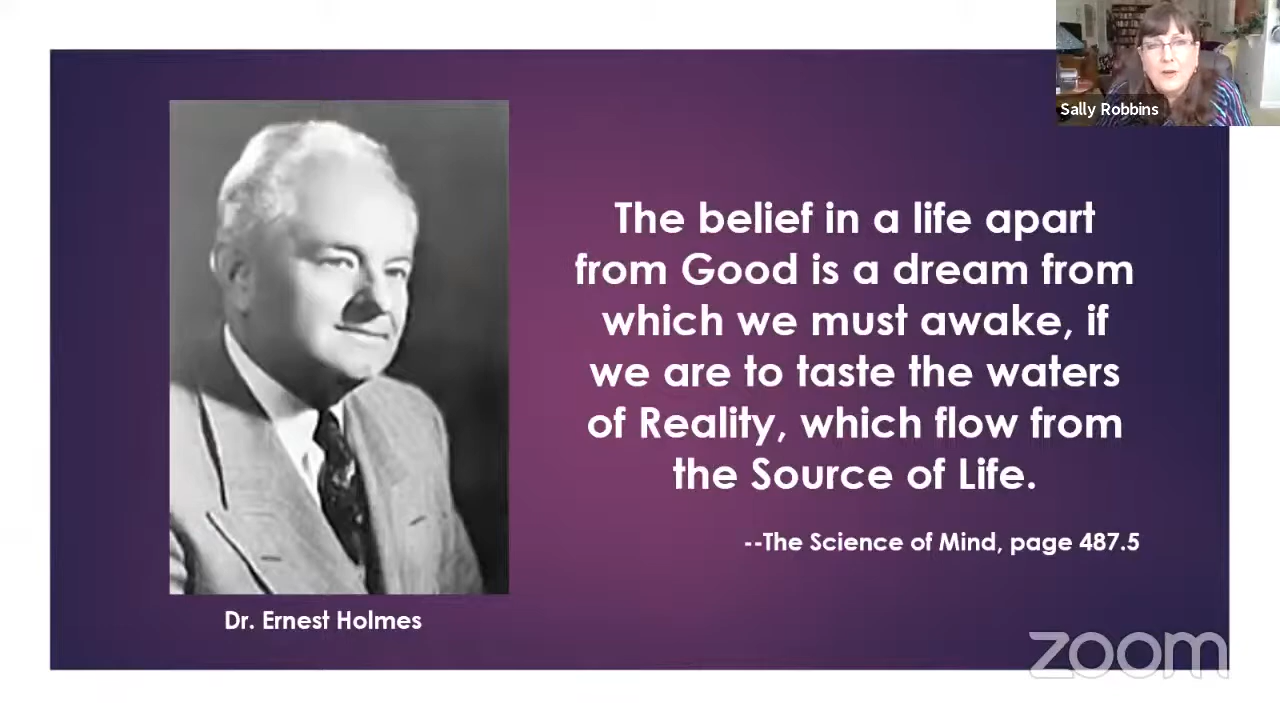 Sally Robbins
The belief in a life apart
from Good is a dream from
which we must awake, if
we are to taste the waters
of Reality, which flow from
the Source of Life.
--The Science of Mind, page 487.5
Dr. Ernest Holmes
zoom